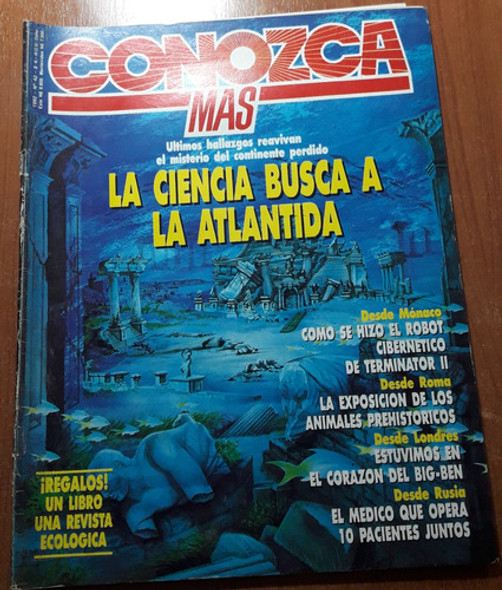 CONOZCA
MAS
Ultimos hallazgos reavivan
el misterio del continente perdido
LA CIENCIA BUSCA A
LA ATLANTIDA
Desde Mónaco
COMO SE HIZO EL ROBOT
CIBERNETICO
DE TERMINATOR II
Desde Roma
LA EXPOSICION DE LOS
ANIMALES PREHISTORICOS
Desde Londres
ESTUVIMOS EN
EL CORAZON DEL BIG-BEN
Desde Rusia
EL MEDICO QUE OPERA
10 PACIENTES JUNTOS
¡REGALOS!
UN LIBRO
UNA REVISTA
ECOLOGICA